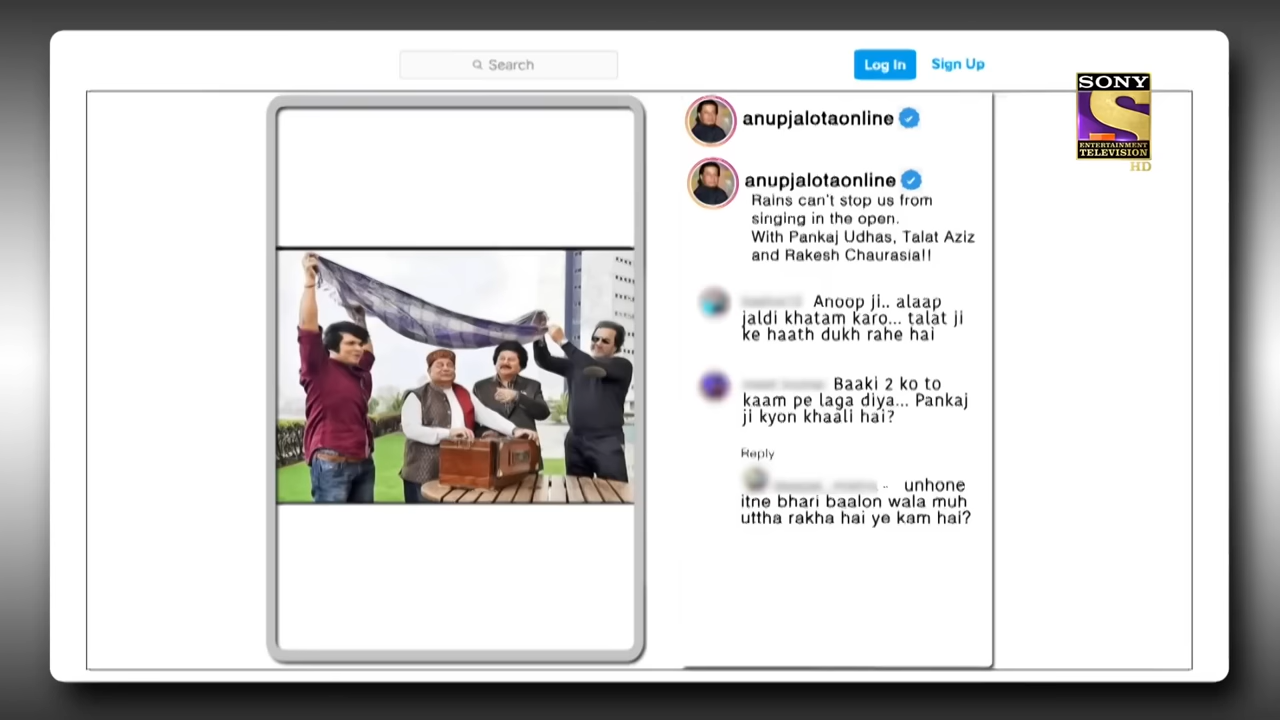 Search
Log In
Sign Up
SONY
S
ENTERTAINMENT
TELEVISION
HD
anupjalotaonline
anupjalotaonline
Rains can't stop us from
singing in the open.
With Pankaj Udhas, Talat Aziz
and Rakesh Chaurasia!!
Anoop ji.. alaap
jaldi khatam karo... talat ji
ke haath dukh rahe hai
Baaki 2 ko to
kaam pe laga diya... Pankaj
ji kyon khaali hai?
Reply
.. unhone
itne bhari baalon wala muh
uttha rakha hai ye kam hai?